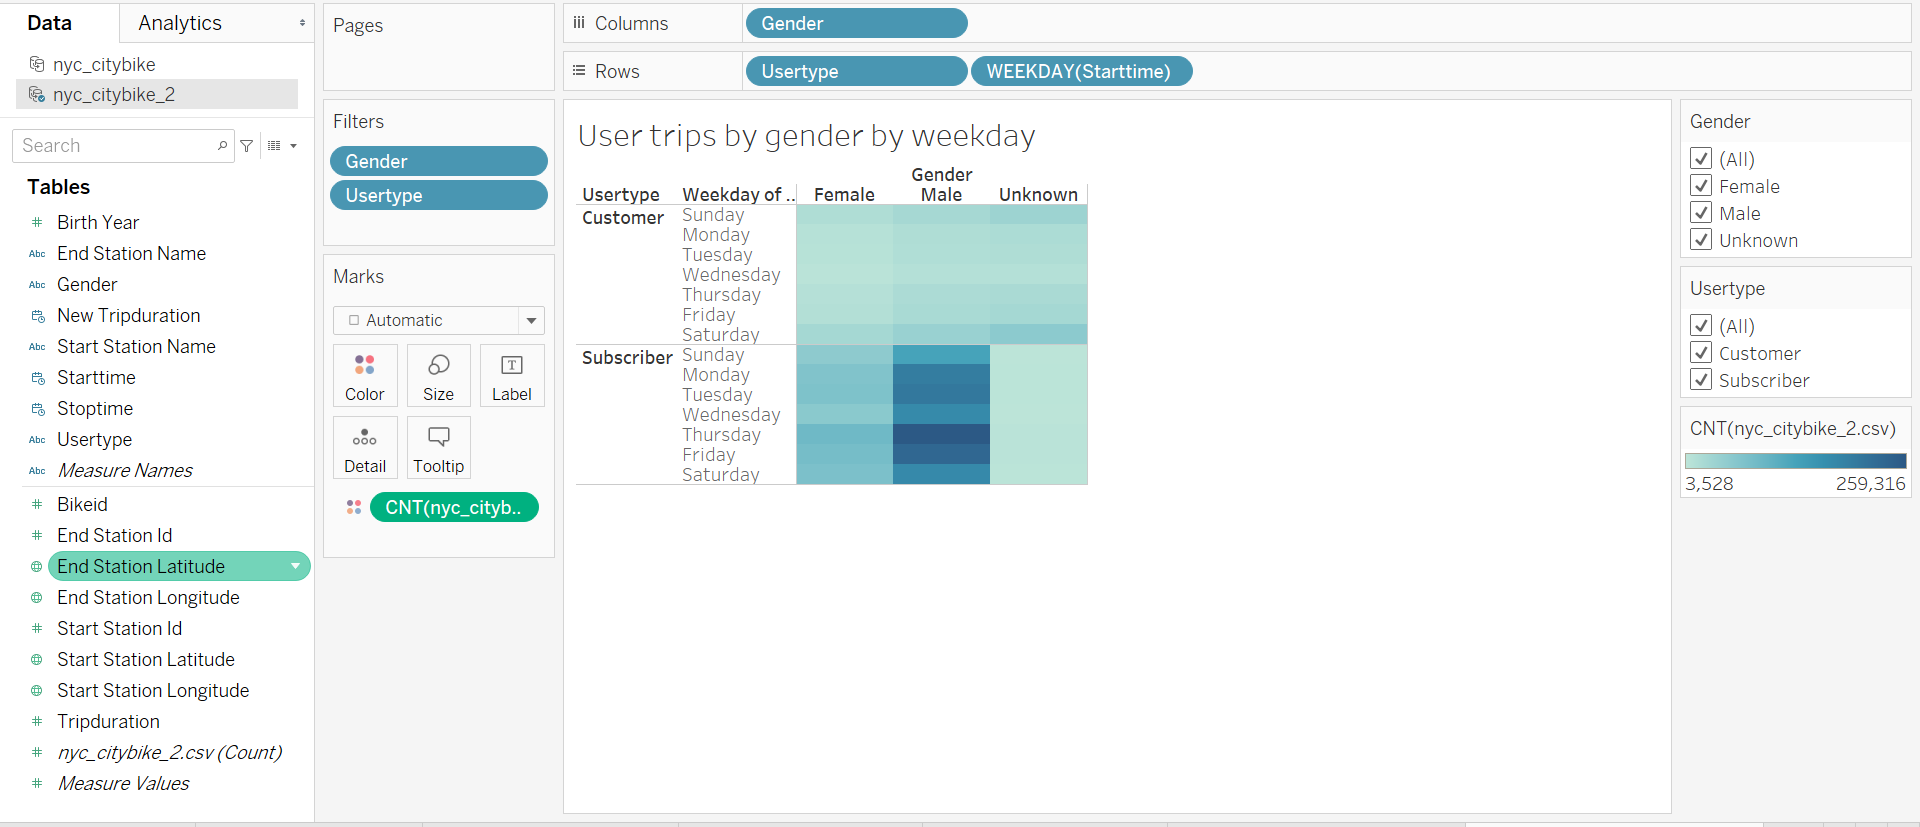 Data
Analytics
nyc_citybike
nyc_citybike_2
Search
Tables
# Birth Year
Abc End Station Name
Abc Gender
New Tripduration
Abc Start Station Name
Starttime
Stoptime
Abc Usertype
Abc Measure Names
# Bikeid
# End Station Id
End Station Latitude
End Station Longitude
# Start Station Id
Start Station Latitude
Start Station Longitude
# Tripduration
# nyc_citybike_2.csv (Count)
# Measure Values
Pages
Filters
Gender
Usertype
Marks
Automatic
Color Size Label
Detail Tooltip
CNT(nyc_cityb..
Columns Gender
Rows Usertype WEEKDAY(Starttime)
User trips by gender by weekday
Gender
Usertype Weekday of .. Female Male Unknown
Customer Sunday
Monday
Tuesday
Wednesday
Thursday
Friday
Saturday
Subscriber Sunday
Monday
Tuesday
Wednesday
Thursday
Friday
Saturday
Gender
(All)
Female
Male
Unknown
Usertype
(All)
Customer
Subscriber
CNT(nyc_citybike_2.csv)
3,528 259,316